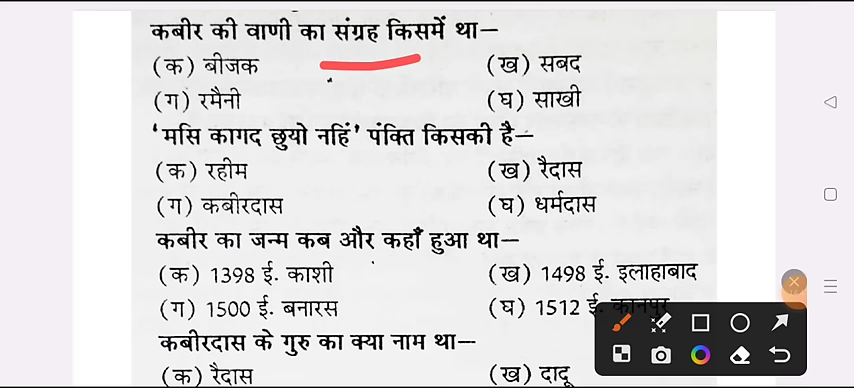 कबीर की वाणी का संग्रह किसमें था—
(क) बीजक (ख) सबद
(ग) रमैनी (घ) साखी
'मसि कागद छुयो नहिं' पंक्ति किसकी है—
(क) रहीम (ख) रैदास
(ग) कबीरदास (घ) धर्मदास
कबीर का जन्म कब और कहाँ हुआ था—
(क) 1398 ई. काशी (ख) 1498 ई. इलाहाबाद
(ग) 1500 ई. बनारस (घ) 1512 ई. कानपुर
कबीरदास के गुरु का क्या नाम था—
(क) रैदास (ख) दादू